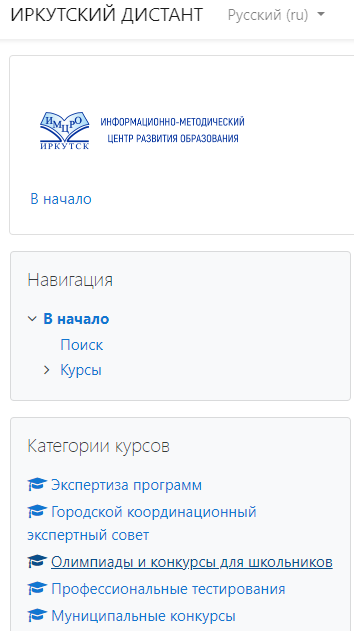 ИРКУТСКИЙ ДИСТАНТ Русский (ru)
ИМЦРО
ИРКУТСК
ИНФОРМАЦИОННО-МЕТОДИЧЕСКИЙ
ЦЕНТР РАЗВИТИЯ ОБРАЗОВАНИЯ
В начало
Навигация
В начало
Поиск
Курсы
Категории курсов
Экспертиза программ
Городской координационный
экспертный совет
Олимпиады и конкурсы для школьников
Профессиональные тестирования
Муниципальные конкурсы